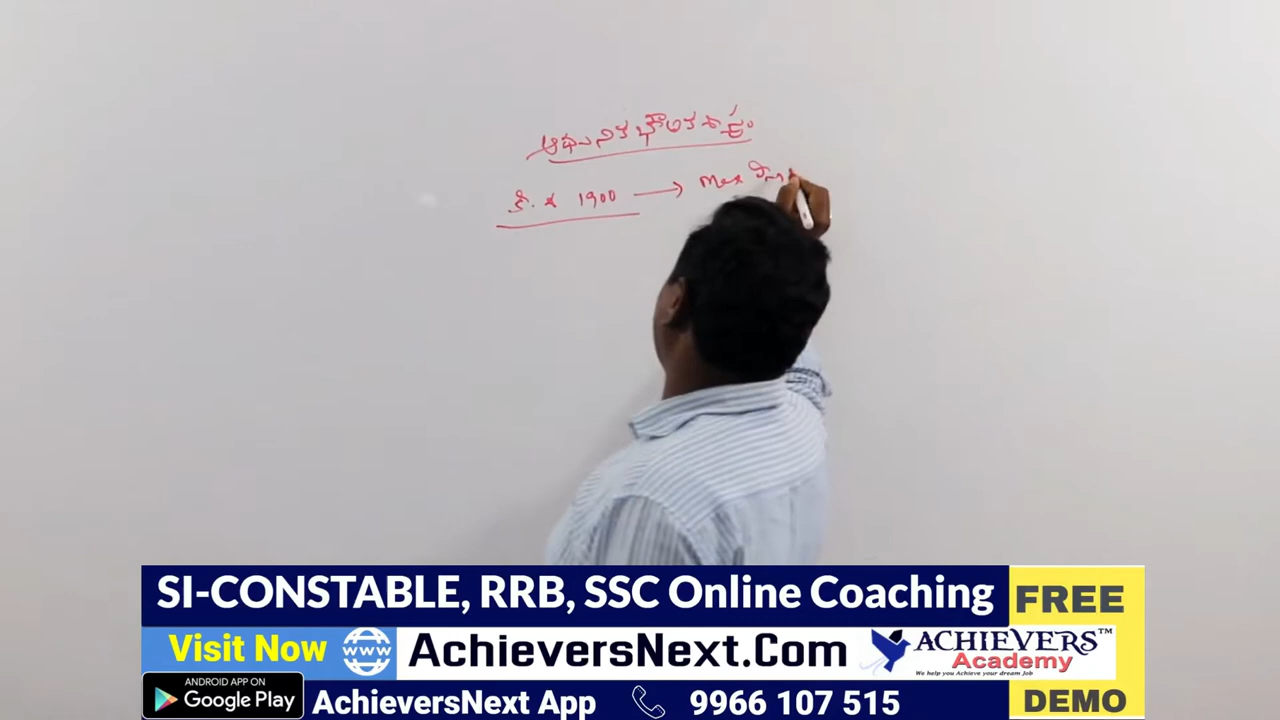 ఆధునిక భౌతికశాస్త్రం
క్రీ.శ 1900 → Max
SI-CONSTABLE, RRB, SSC Online Coaching
FREE
Visit Now
WWW
AchieversNext.Com
ACHIEVERS™
Academy
We help you Achieve your dream Job
ANDROID APP ON
Google Play
AchieversNext App
9966 107 515
DEMO